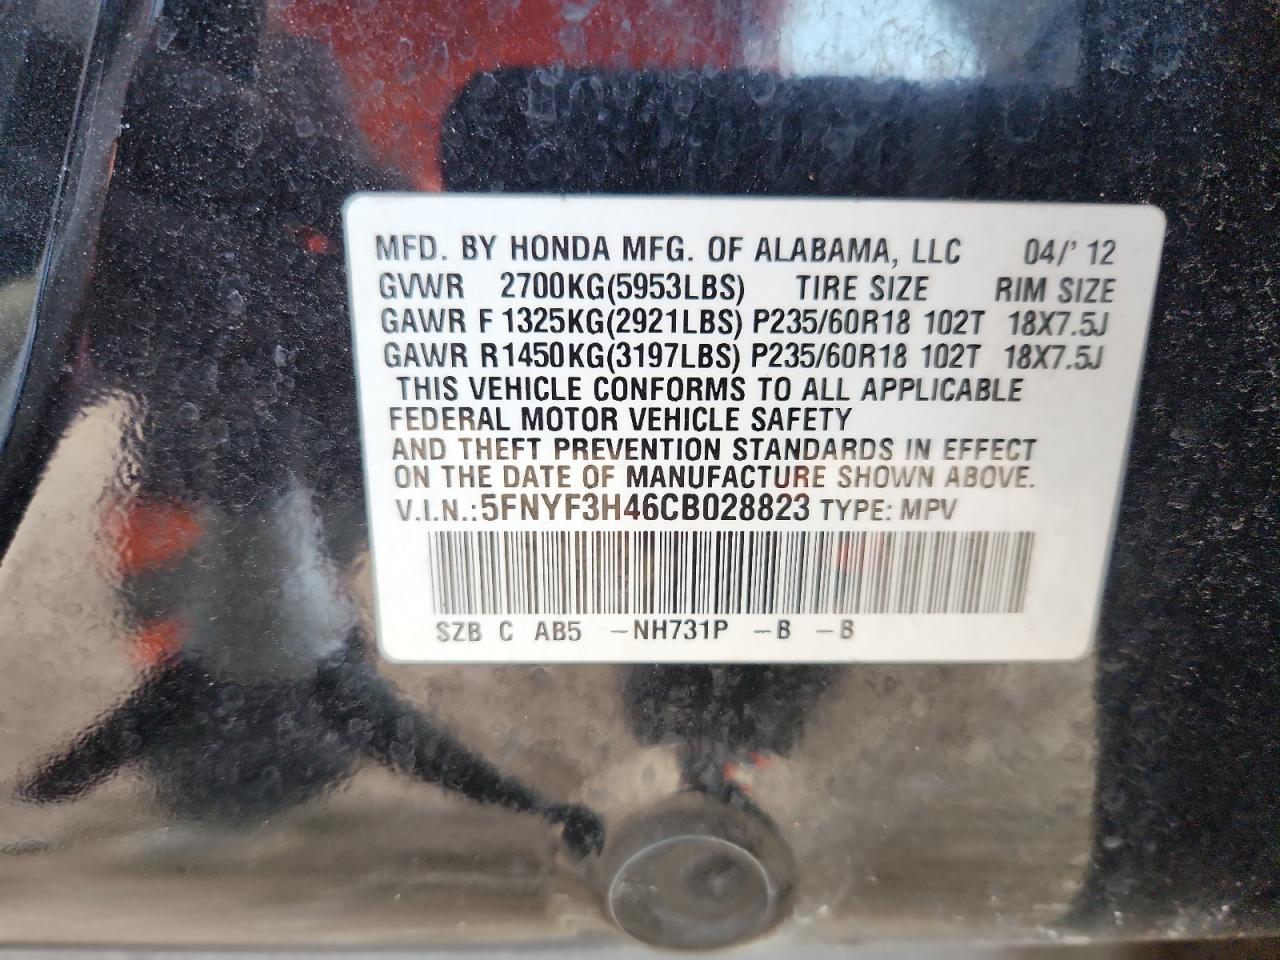 MFD. BY HONDA MFG. OF ALABAMA, LLC 04/' 12
GVWR 2700KG(5953LBS) TIRE SIZE RIM SIZE
GAWR F 1325KG(2921LBS) P235/60R18 102T 18X7.5J
GAWR R1450KG(3197LBS) P235/60R18 102T 18X7.5J
THIS VEHICLE CONFORMS TO ALL APPLICABLE
FEDERAL MOTOR VEHICLE SAFETY
AND THEFT PREVENTION STANDARDS IN EFFECT
ON THE DATE OF MANUFACTURE SHOWN ABOVE.
V.I.N.:5FNYF3H46CB028823 TYPE: MPV
SZB C AB5 -NH731P -B -B